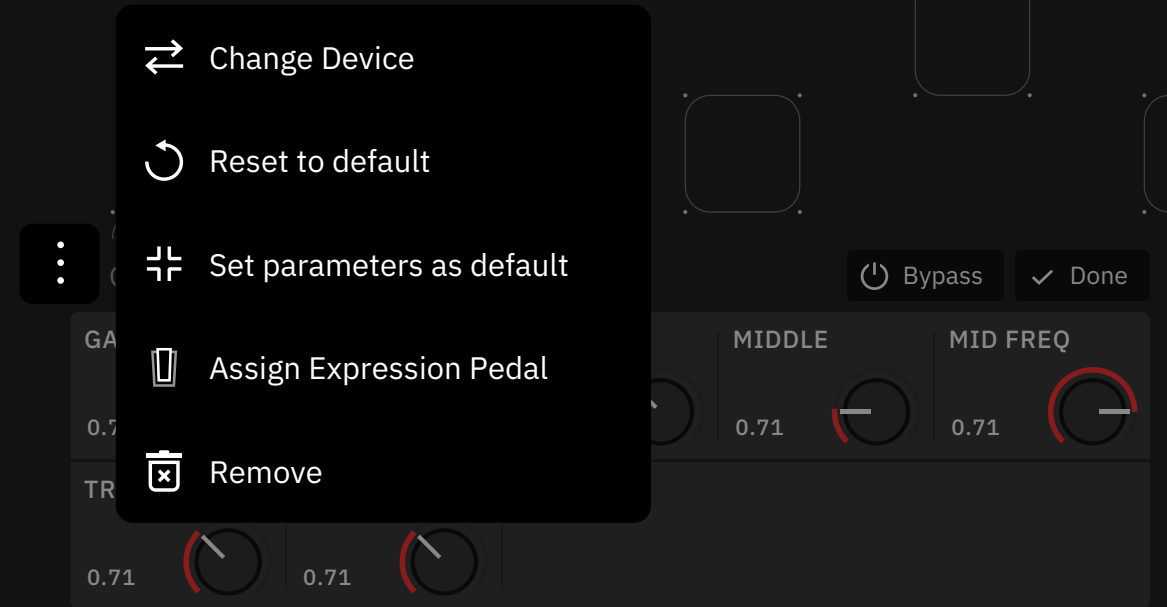 Change Device
Reset to default
Set parameters as default
Assign Expression Pedal
Remove
Bypass
Done
MIDDLE
MID FREQ
0.71
0.71
0.71
0.71